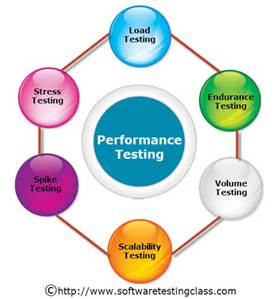 Load
Testing
Stress
Testing
Endurance
Testing
Performance
Testing
Spike
Testing
Volume
Testing
Scalability
Testing
©http://www.softwaretestingclass.com